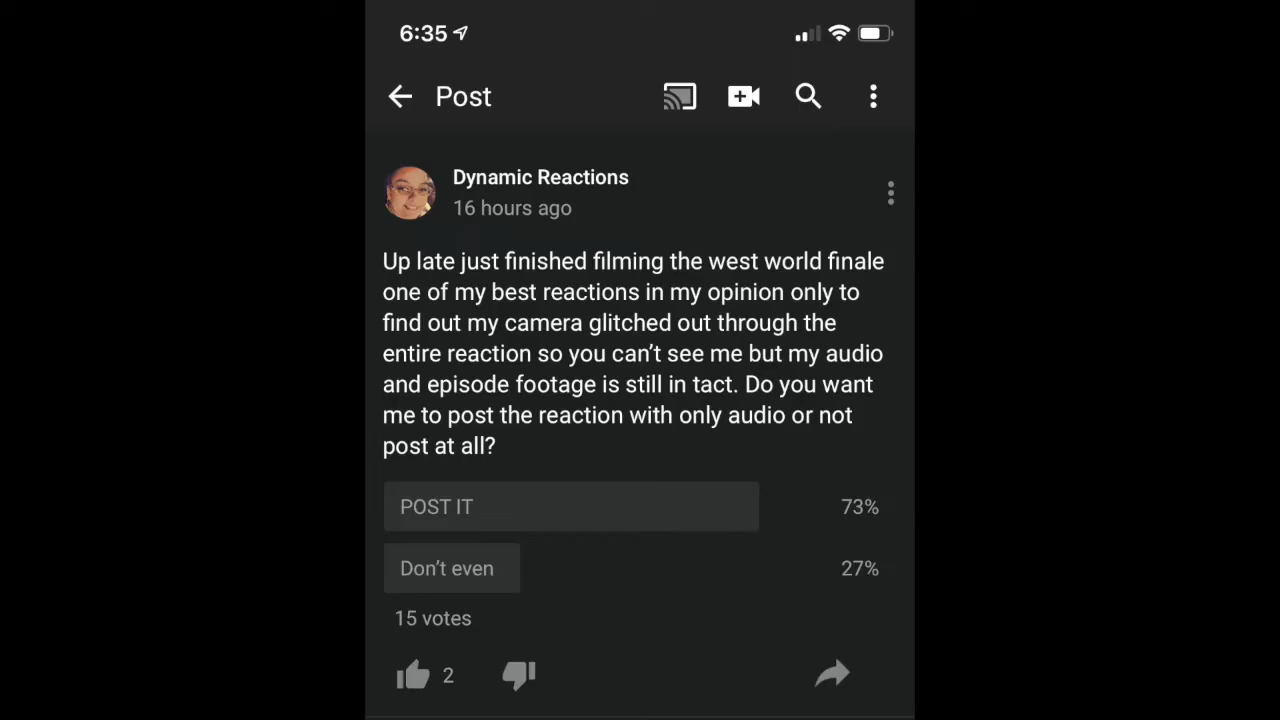 6:35
Post
Dynamic Reactions
16 hours ago
Up late just finished filming the west world finale
one of my best reactions in my opinion only to
find out my camera glitched out through the
entire reaction so you can’t see me but my audio
and episode footage is still in tact. Do you want
me to post the reaction with only audio or not
post at all?
POST IT 73%
Don’t even 27%
15 votes
2